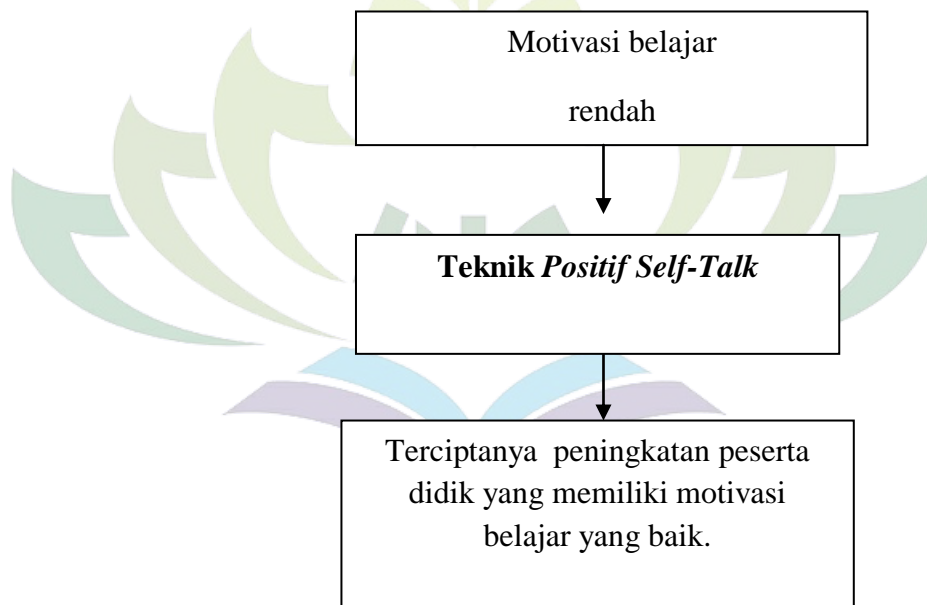 Motivasi belajar
rendah
Teknik Positif Self-Talk
Terciptanya  peningkatan peserta
didik yang memiliki motivasi
belajar yang baik.